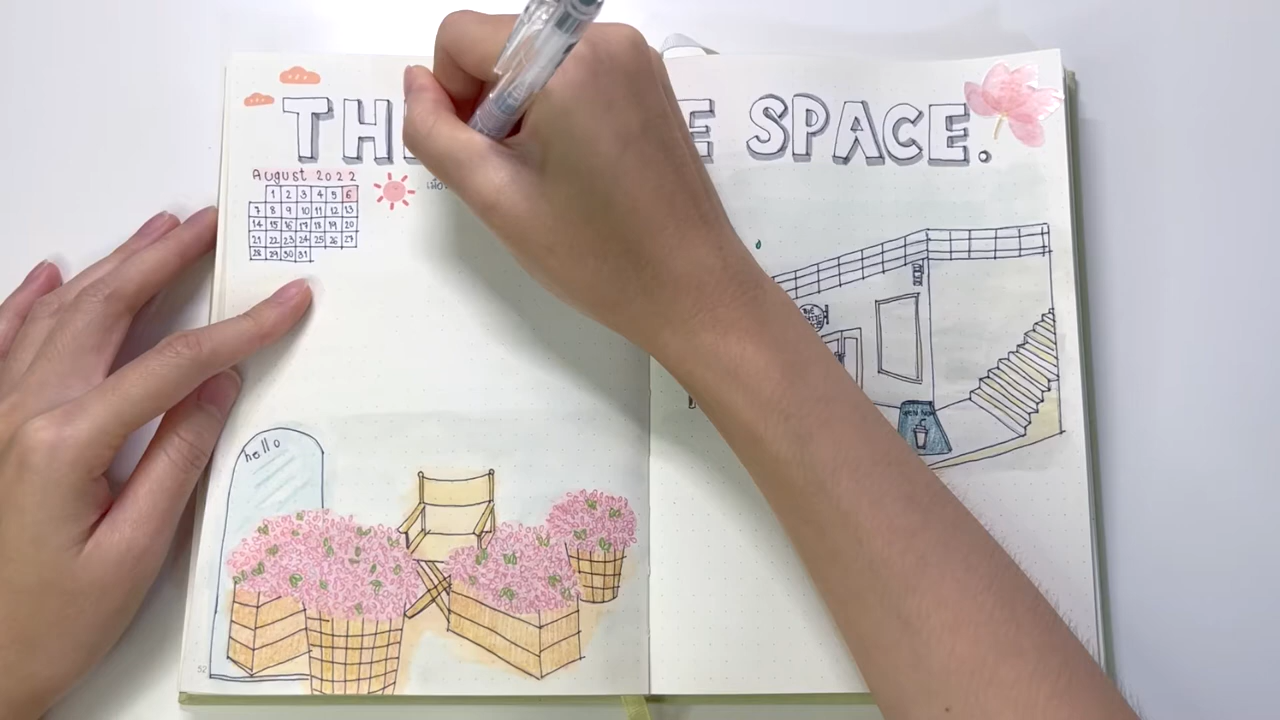 TH E SPACE.
August 2022
1 2 3 4 5 6
7 8 9 10 11 12 13
14 15 16 17 18 19 20
21 22 23 24 25 26 27
28 29 30 31
hello
52